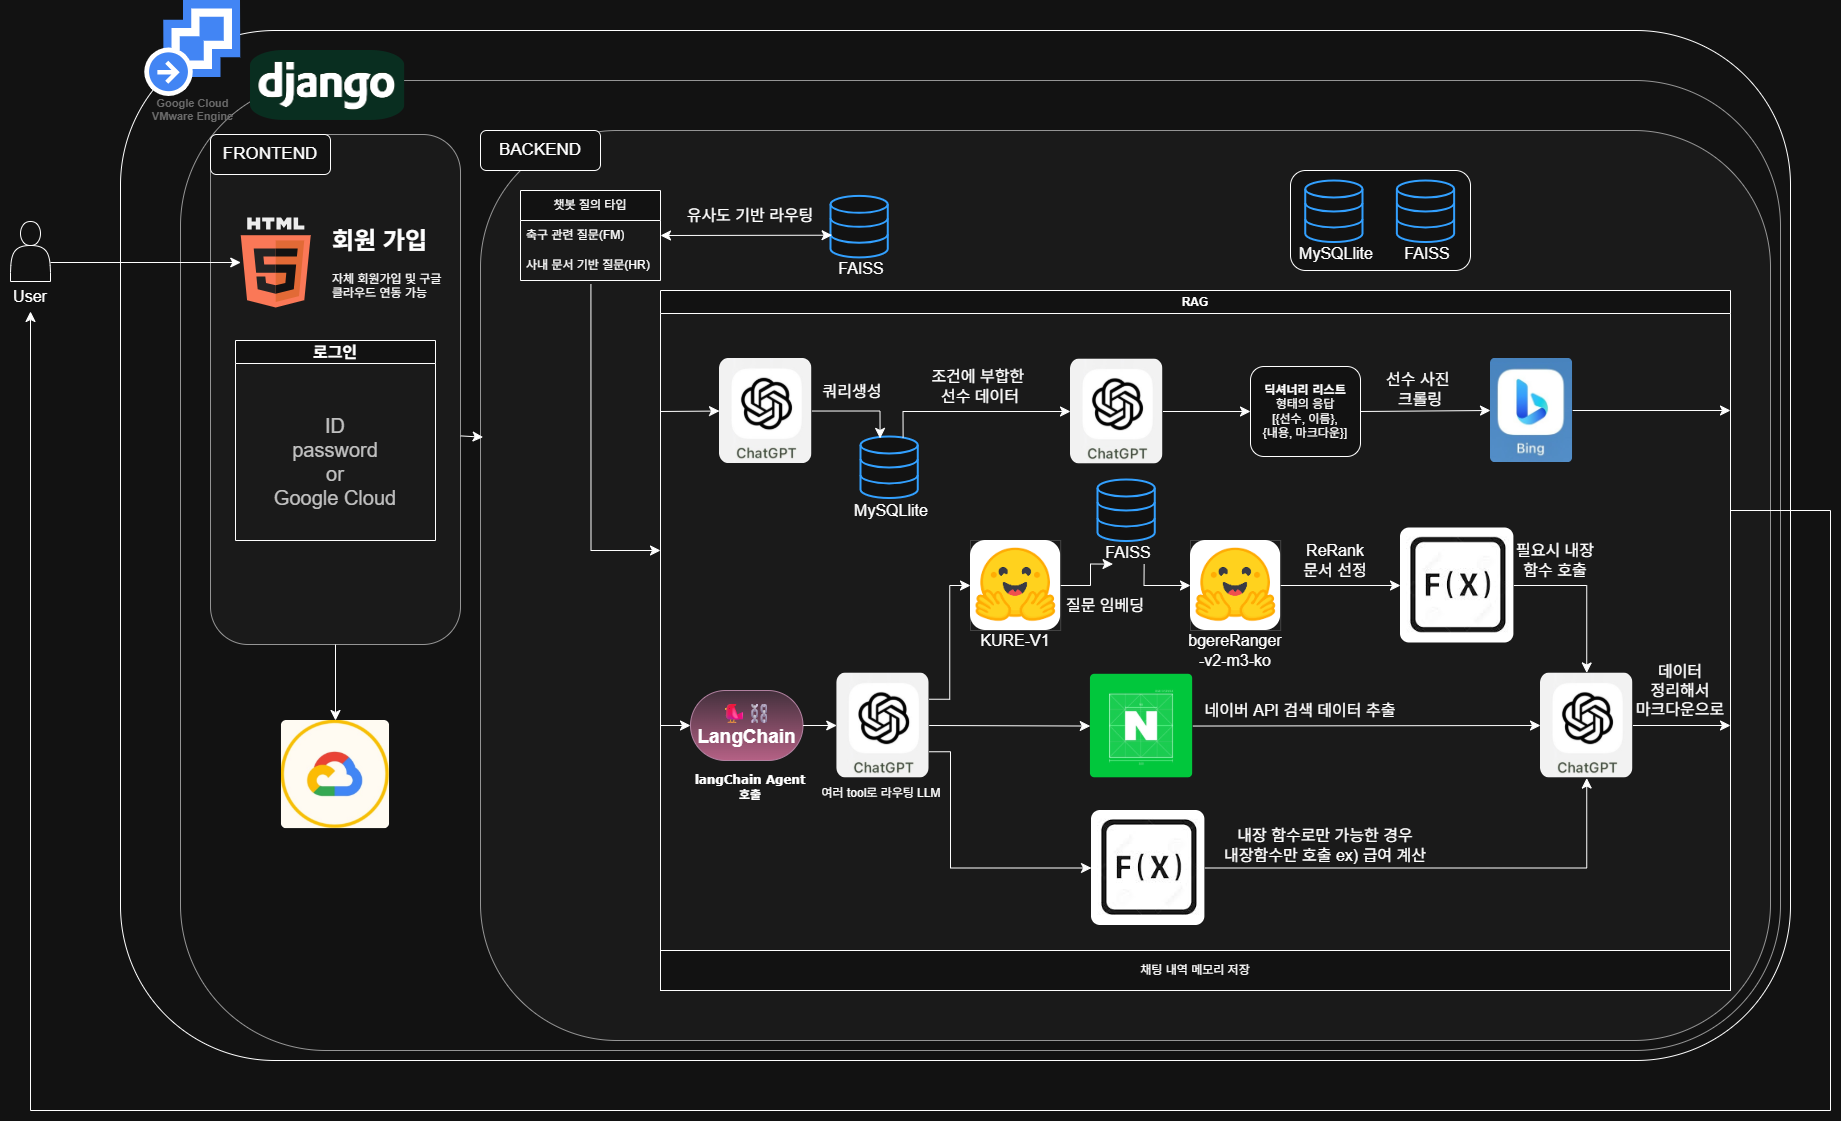 Google Cloud
VMware Engine
django
FRONTEND
HTML
회원 가입
자체 회원가입 및 구글
클라우드 연동 가능
로그인
ID
password
or
Google Cloud
User
BACKEND
챗봇 질의 타입
축구 관련 질문(FM)
사내 문서 기반 질문(HR)
유사도 기반 라우팅
FAISS
MySQLlite
FAISS
RAG
ChatGPT
쿼리생성
MySQLlite
조건에 부합한
선수 데이터
ChatGPT
딕셔너리 리스트
형태의 응답
[{선수, 이름},
{내용, 마크다운}]
선수 사진
크롤링
Bing
KURE-V1
질문 임베딩
FAISS
bgereRanger
-v2-m3-ko
ReRank
문서 선정
F(X)
필요시 내장
함수 호출
LangChain
langChain Agent
호출
ChatGPT
여러 tool로 라우팅 LLM
N
네이버 API 검색 데이터 추출
ChatGPT
데이터
정리해서
마크다운으로
F(X)
내장 함수로만 가능한 경우
내장함수만 호출 ex) 급여 계산
채팅 내역 메모리 저장